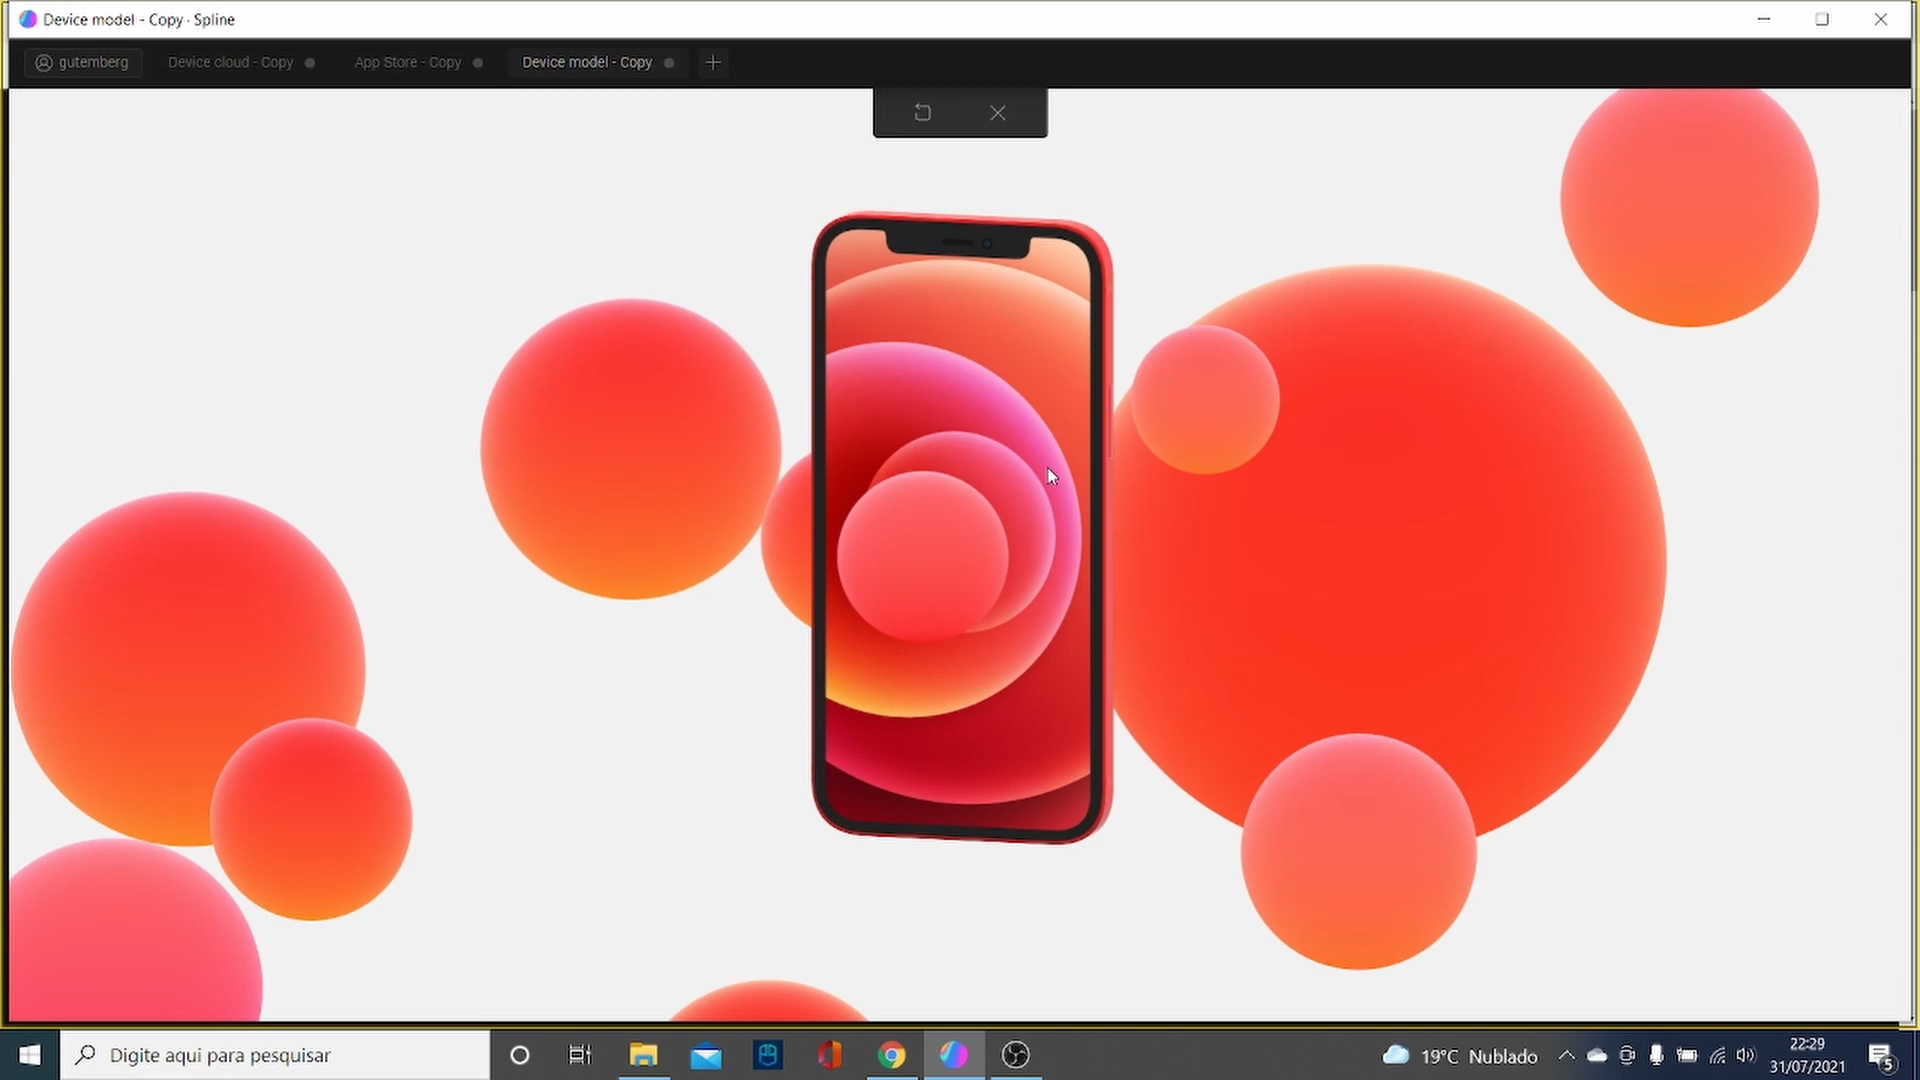 Device model - Copy · Spline
gutemberg
Device cloud - Copy
App Store - Copy
Device model - Copy
Digite aqui para pesquisar
19°C Nublado
22:29
31/07/2021
5